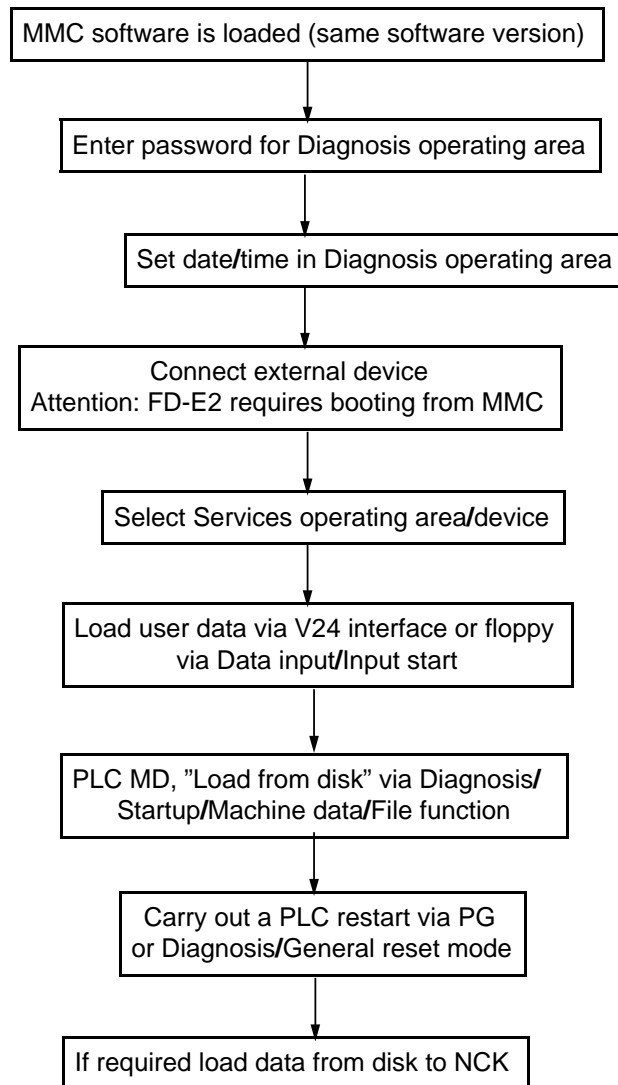 MMC software is loaded (same software version)
Enter password for Diagnosis operating area
Set date/time in Diagnosis operating area
Connect external device
Attention: FD-E2 requires booting from MMC
Select Services operating area/device
Load user data via V24 interface or floppy
via Data input/Input start
PLC MD, ”Load from disk” via Diagnosis/
Startup/Machine data/File function
Carry out a PLC restart via PG
or Diagnosis/General reset mode
If required load data from disk to NCK